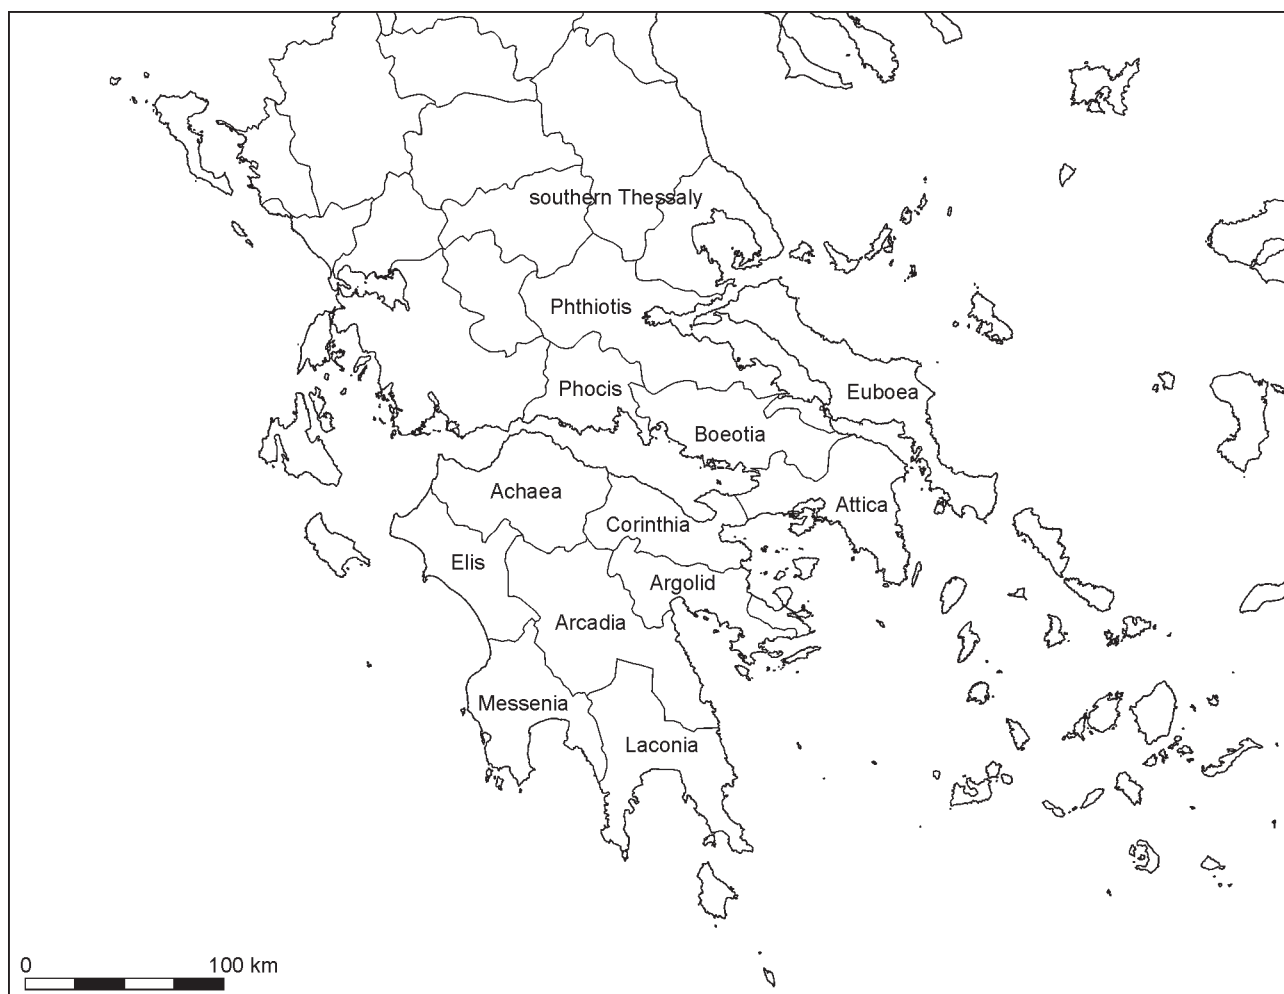 southern Thessaly
Phthiotis
Phocis
Euboea
Boeotia
Achaea
Attica
Corinthia
Elis
Argolid
Arcadia
Messenia
Laconia
0 100 km